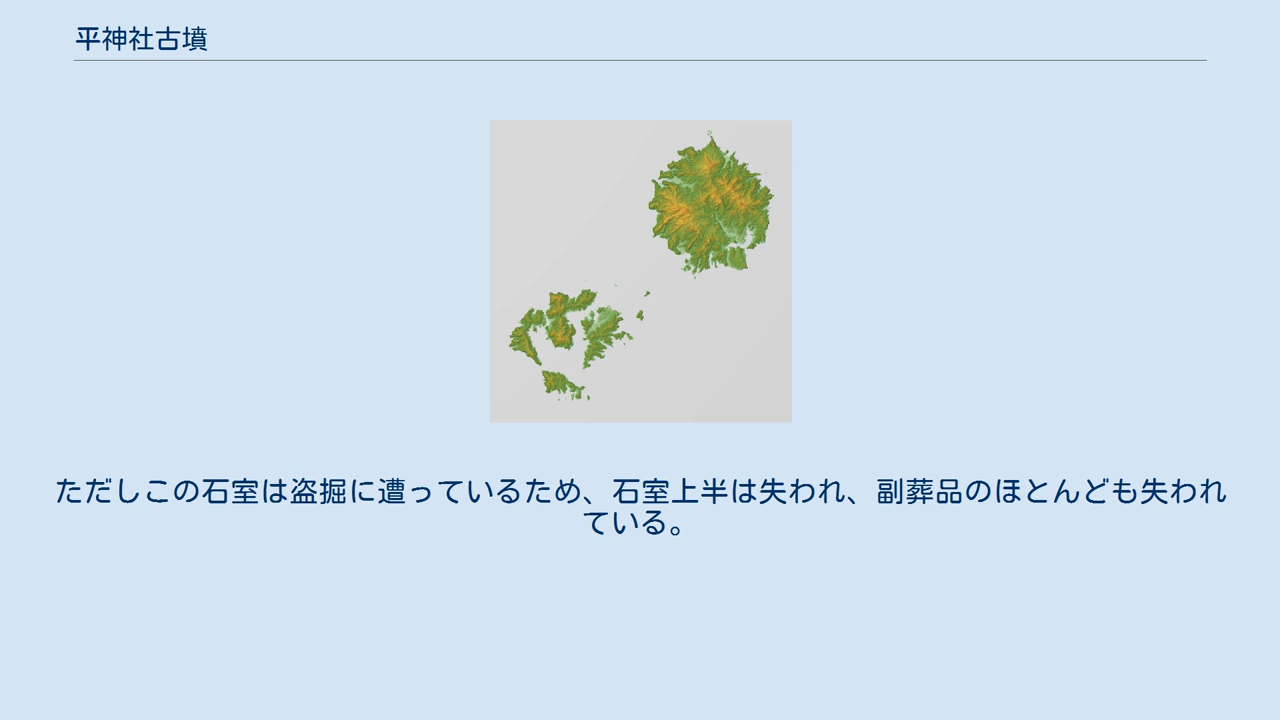 平神社古墳
ただしこの石室は盗掘に遭っているため、石室上半は失われ、副葬品のほとんども失われ
ている。